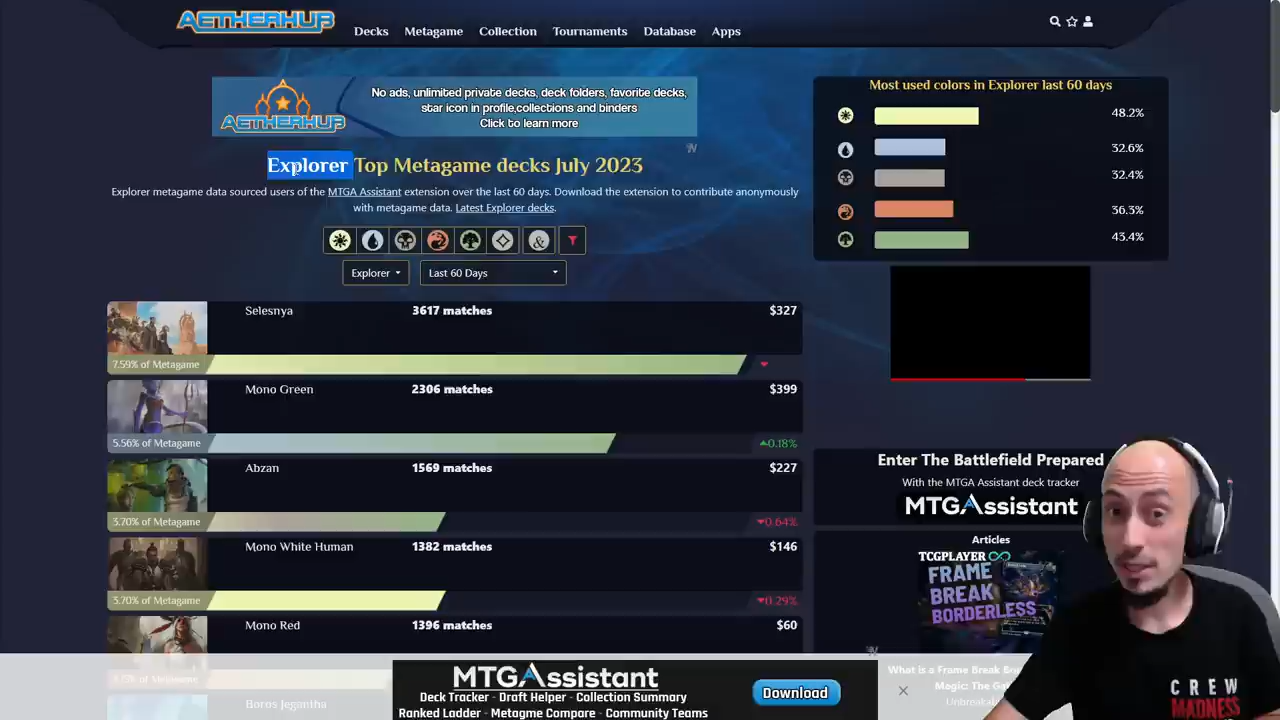 AETHERHUB
Decks
Metagame
Collection
Tournaments
Database
Apps
No ads, unlimited private decks, deck folders, favorite decks,
star icon in profile,collections and binders
Click to learn more
AETHERHUB
Explorer Top Metagame decks July 2023
Explorer metagame data sourced users of the MTGA Assistant extension over the last 60 days. Download the extension to contribute anonymously
with metagame data. Latest Explorer decks.
Explorer
Last 60 Days
Most used colors in Explorer last 60 days
48.2%
32.6%
32.4%
36.3%
43.4%
Selesnya
3617 matches
$327
7.59% of Metagame
Mono Green
2306 matches
$399
5.56% of Metagame
0.18%
Abzan
1569 matches
$227
3.70% of Metagame
0.64%
Mono White Human
1382 matches
$146
3.70% of Metagame
0.29%
Mono Red
1396 matches
$60
Boros Jegantha
Enter The Battlefield Prepared
With the MTGA Assistant deck tracker
MTGAssistant
Articles
TCGPLAYER
FRAME
BREAK
BORDERLESS
What is a Frame Break
Magic: The
MTGAssistant
Deck Tracker - Draft Helper - Collection Summary
Ranked Ladder - Metagme Compare - Community Teams
Download
CREW
MADNESS